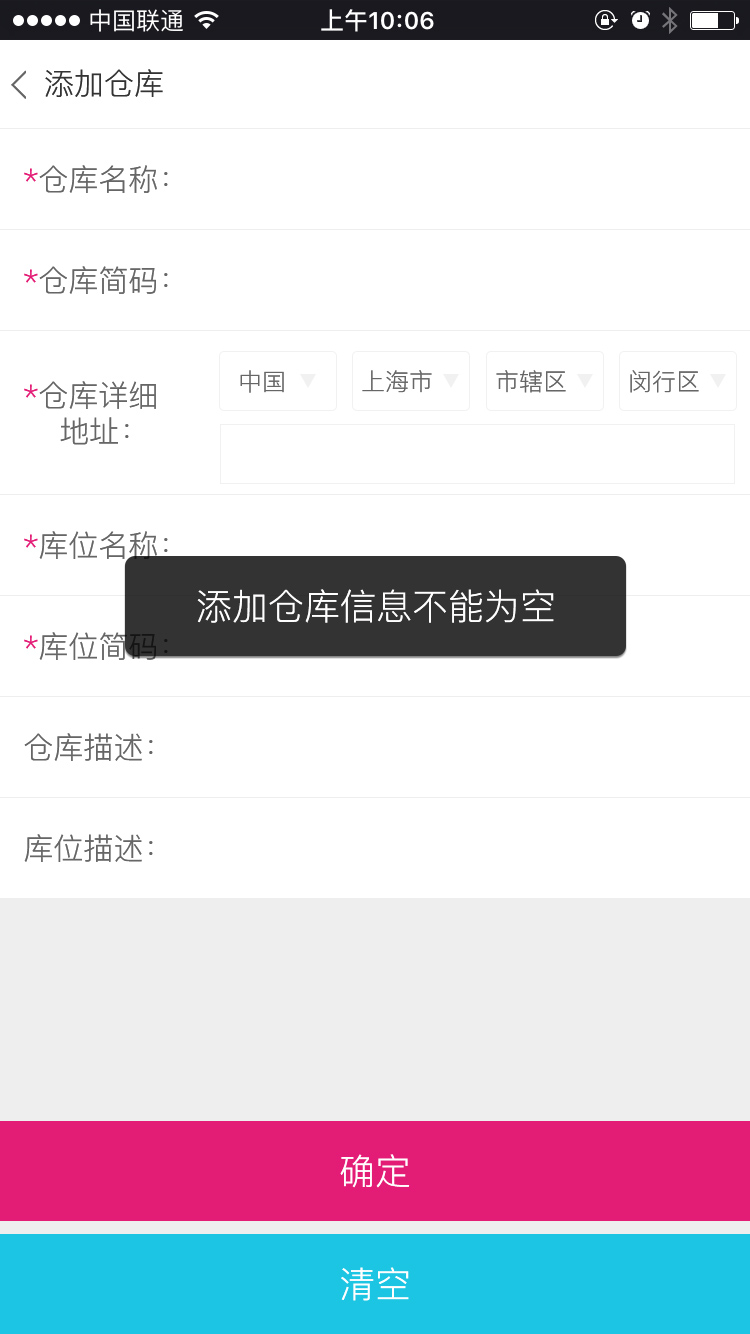 中国联通 上午10:06
添加仓库
*仓库名称：
*仓库简码：
中国 上海市 市辖区 闵行区
*仓库详细
地址：
*库位名称：
添加仓库信息不能为空
*库位简码：
仓库描述：
库位描述：
确定
清空